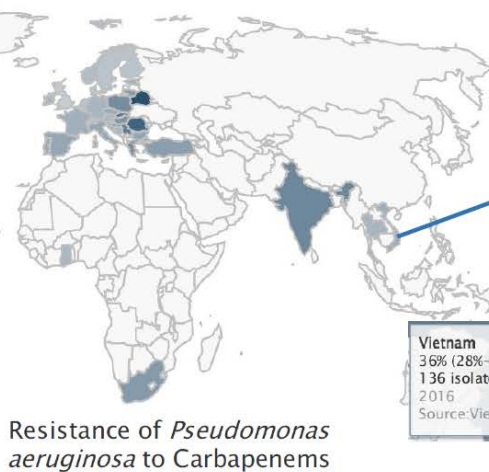 Vietnam
36% (28%-
136 isolat
2016
Source:Vie
Resistance of Pseudomonas
aeruginosa to Carbapenems